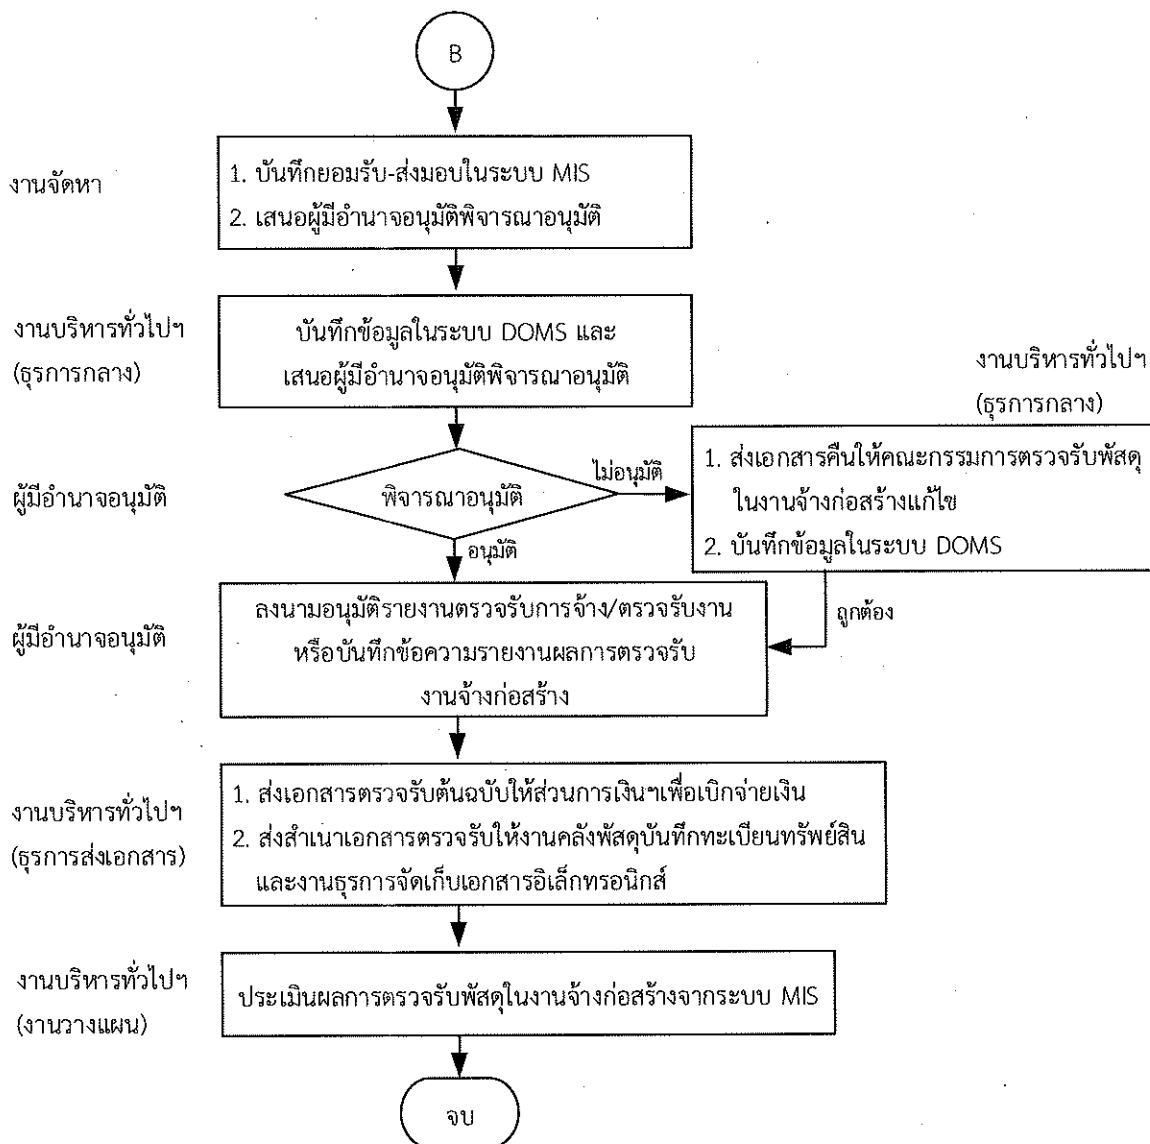 B
งานจัดหา
1. บันทึกยอมรับ-ส่งมอบในระบบ MIS
2. เสนอผู้มีอำนาจอนุมัติพิจารณาอนุมัติ
งานบริหารทั่วไปฯ
(ธุรการกลาง)
บันทึกข้อมูลในระบบ DOMS และ
เสนอผู้มีอำนาจอนุมัติพิจารณาอนุมัติ
งานบริหารทั่วไปฯ
(ธุรการกลาง)
ผู้มีอำนาจอนุมัติ
พิจารณาอนุมัติ
ไม่อนุมัติ
1. ส่งเอกสารคืนให้คณะกรรมการตรวจรับพัสดุ
ในงานจ้างก่อสร้างแก้ไข
2. บันทึกข้อมูลในระบบ DOMS
อนุมัติ
ถูกต้อง
ผู้มีอำนาจอนุมัติ
ลงนามอนุมัติรายงานตรวจรับการจ้าง/ตรวจรับงาน
หรือบันทึกข้อความรายงานผลการตรวจรับ
งานจ้างก่อสร้าง
งานบริหารทั่วไปฯ
(ธุรการส่งเอกสาร)
1. ส่งเอกสารตรวจรับต้นฉบับให้ส่วนการเงินฯเพื่อเบิกจ่ายเงิน
2. ส่งสำเนาเอกสารตรวจรับให้งานคลังพัสดุบันทึกทะเบียนทรัพย์สิน
และงานธุรการจัดเก็บเอกสารอิเล็กทรอนิกส์
งานบริหารทั่วไปฯ
(งานวางแผน)
ประเมินผลการตรวจรับพัสดุในงานจ้างก่อสร้างจากระบบ MIS
จบ